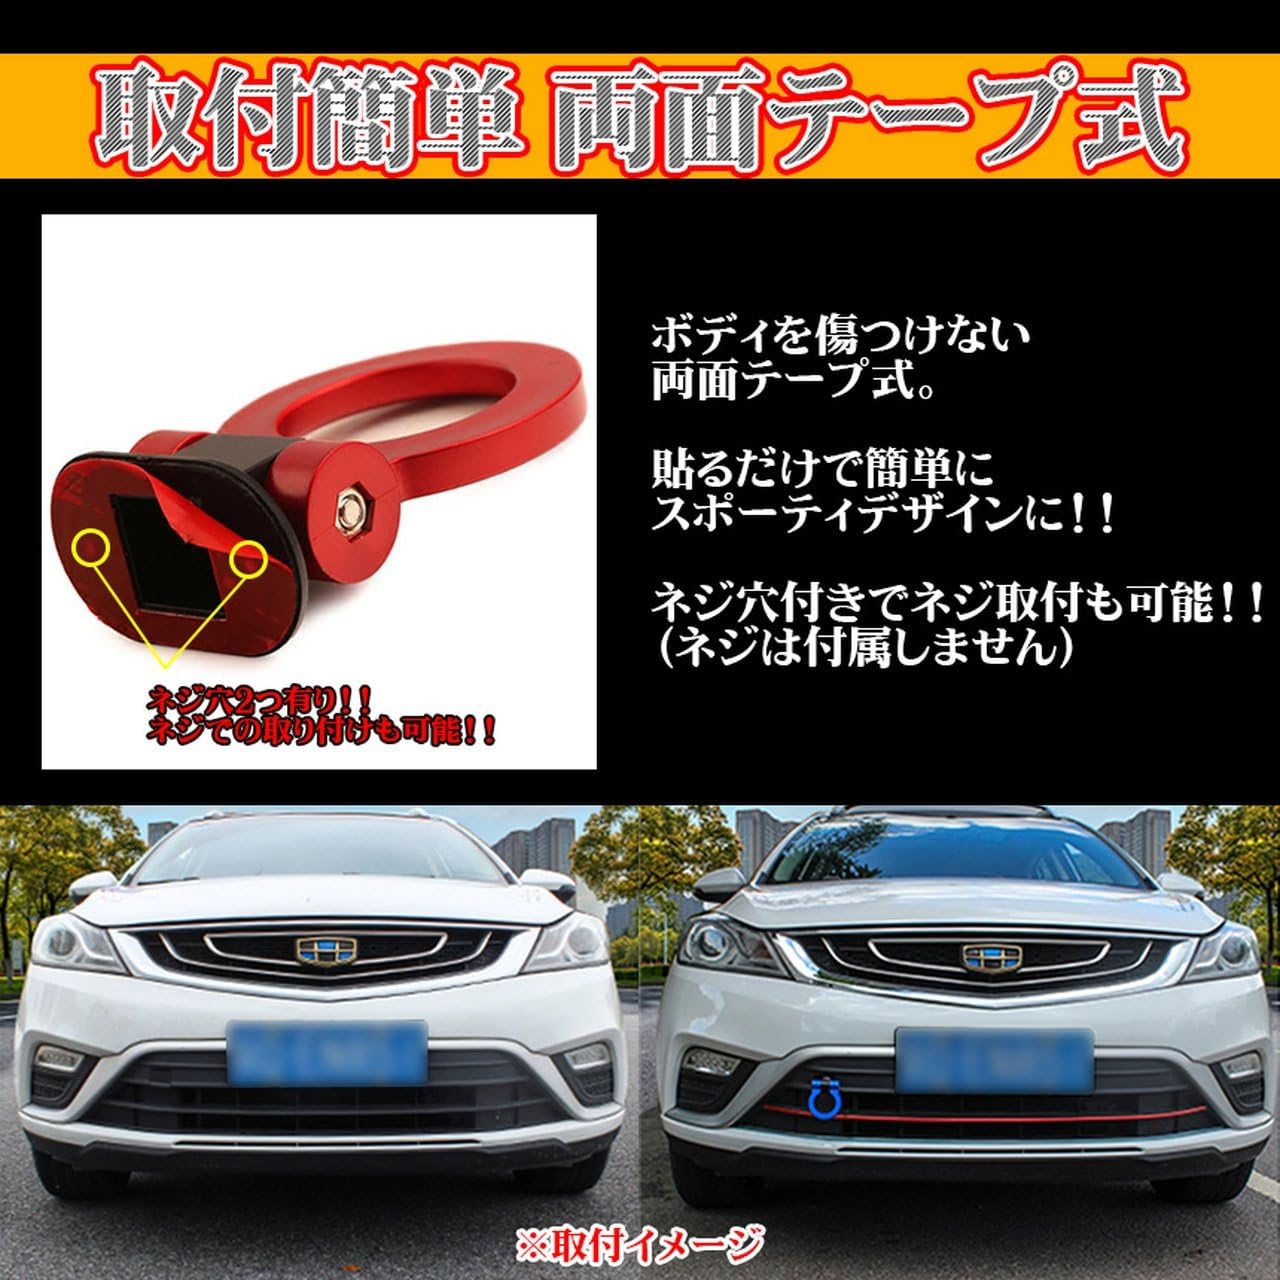 取付簡単 両面テープ式
ボディを傷つけない
両面テープ式。
貼るだけで簡単に
スポーティデザインに！！
ネジ穴付きでネジ取付も可能！！
（ネジは付属しません）
ネジ穴2つ有り！！
ネジでの取り付けも可能！！
※取付イメージ